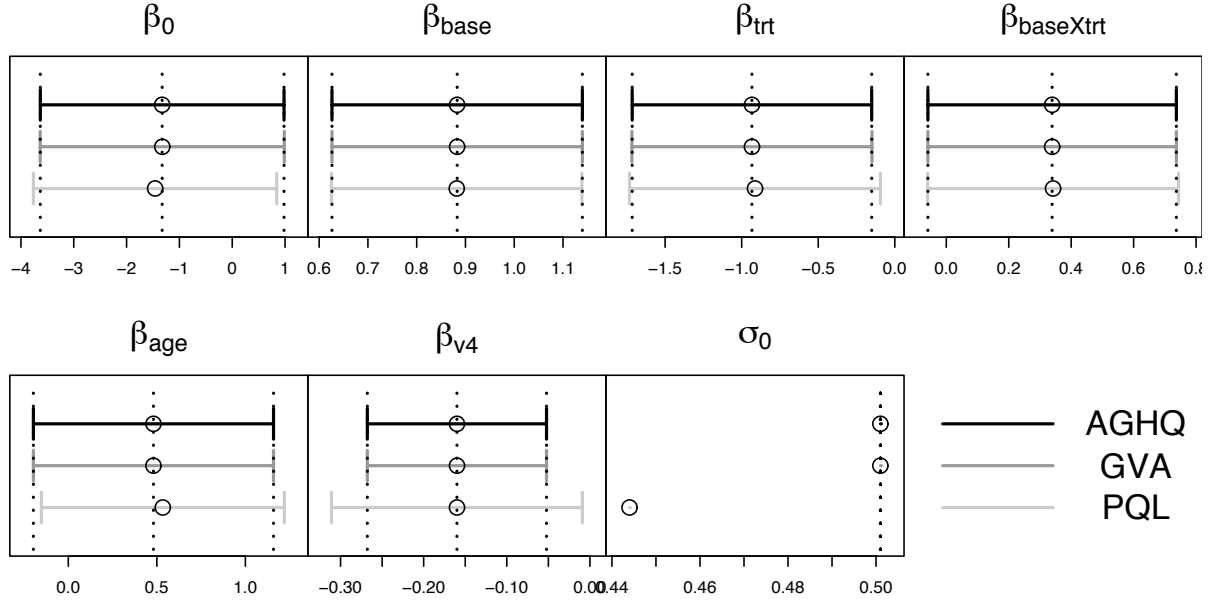 β0 βbase βtrt βbaseXtrt
−4 −3 −2 −1 0 1 0.6 0.7 0.8 0.9 1.0 1.1 −1.5 −1.0 −0.5 0.0 0.0 0.2 0.4 0.6 0.8
βage βv4 σ0
AGHQ
GVA
PQL
0.0 0.5 1.0 −0.30 −0.20 −0.10 0.00 0.44 0.46 0.48 0.50